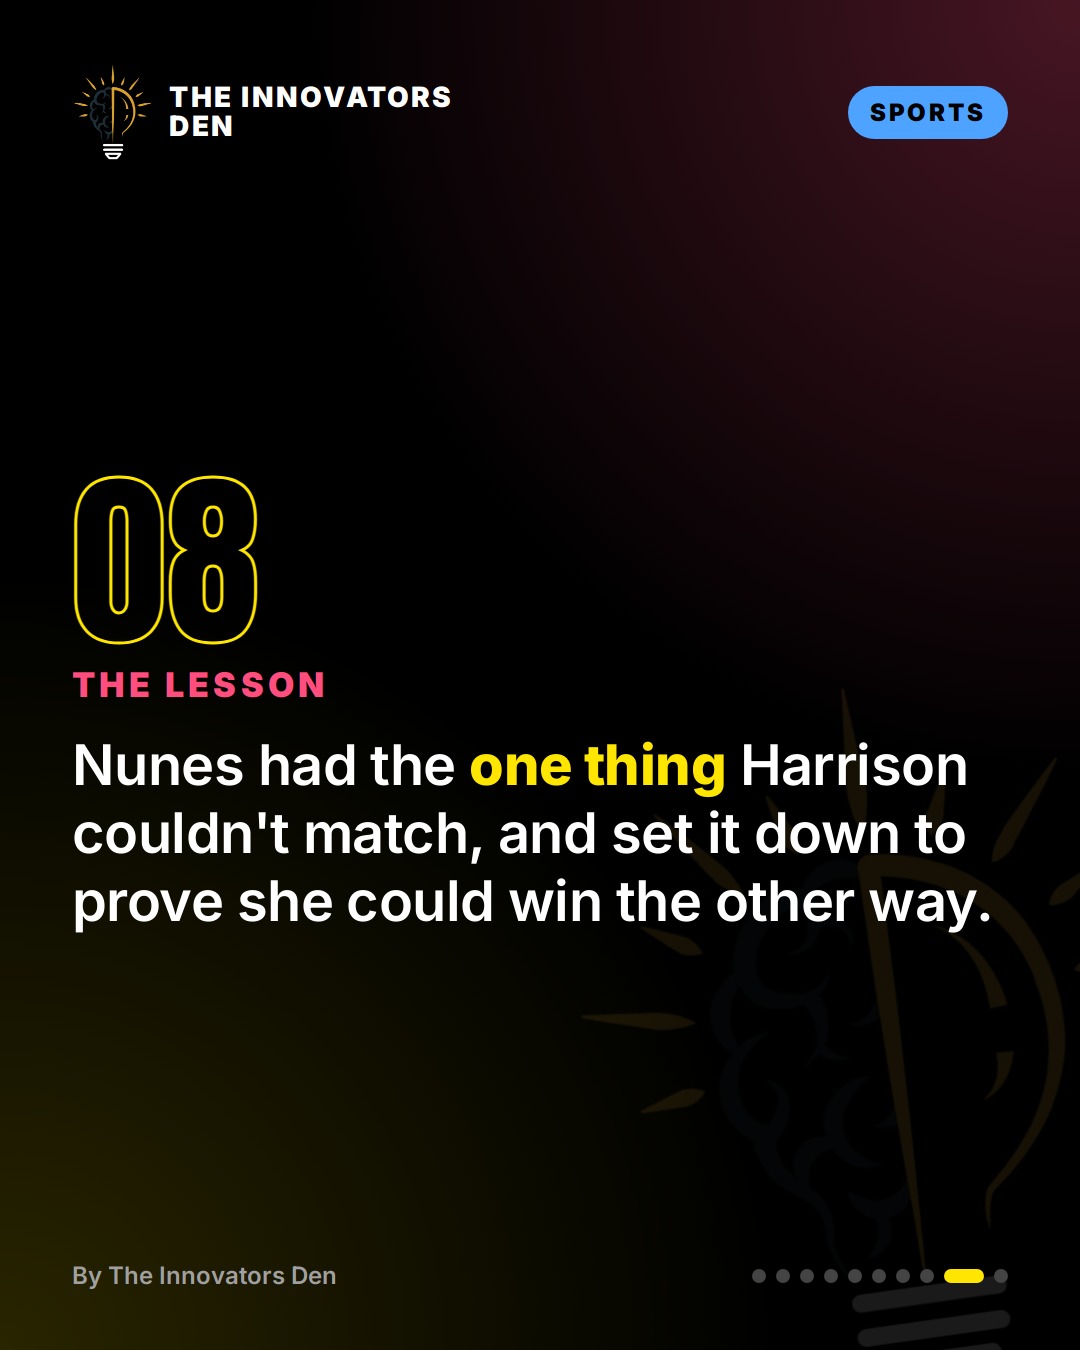 THE INNOVATORS
DEN
SPORTS
08
THE LESSON
Nunes had the one thing Harrison
couldn't match, and set it down to
prove she could win the other way.
By The Innovators Den